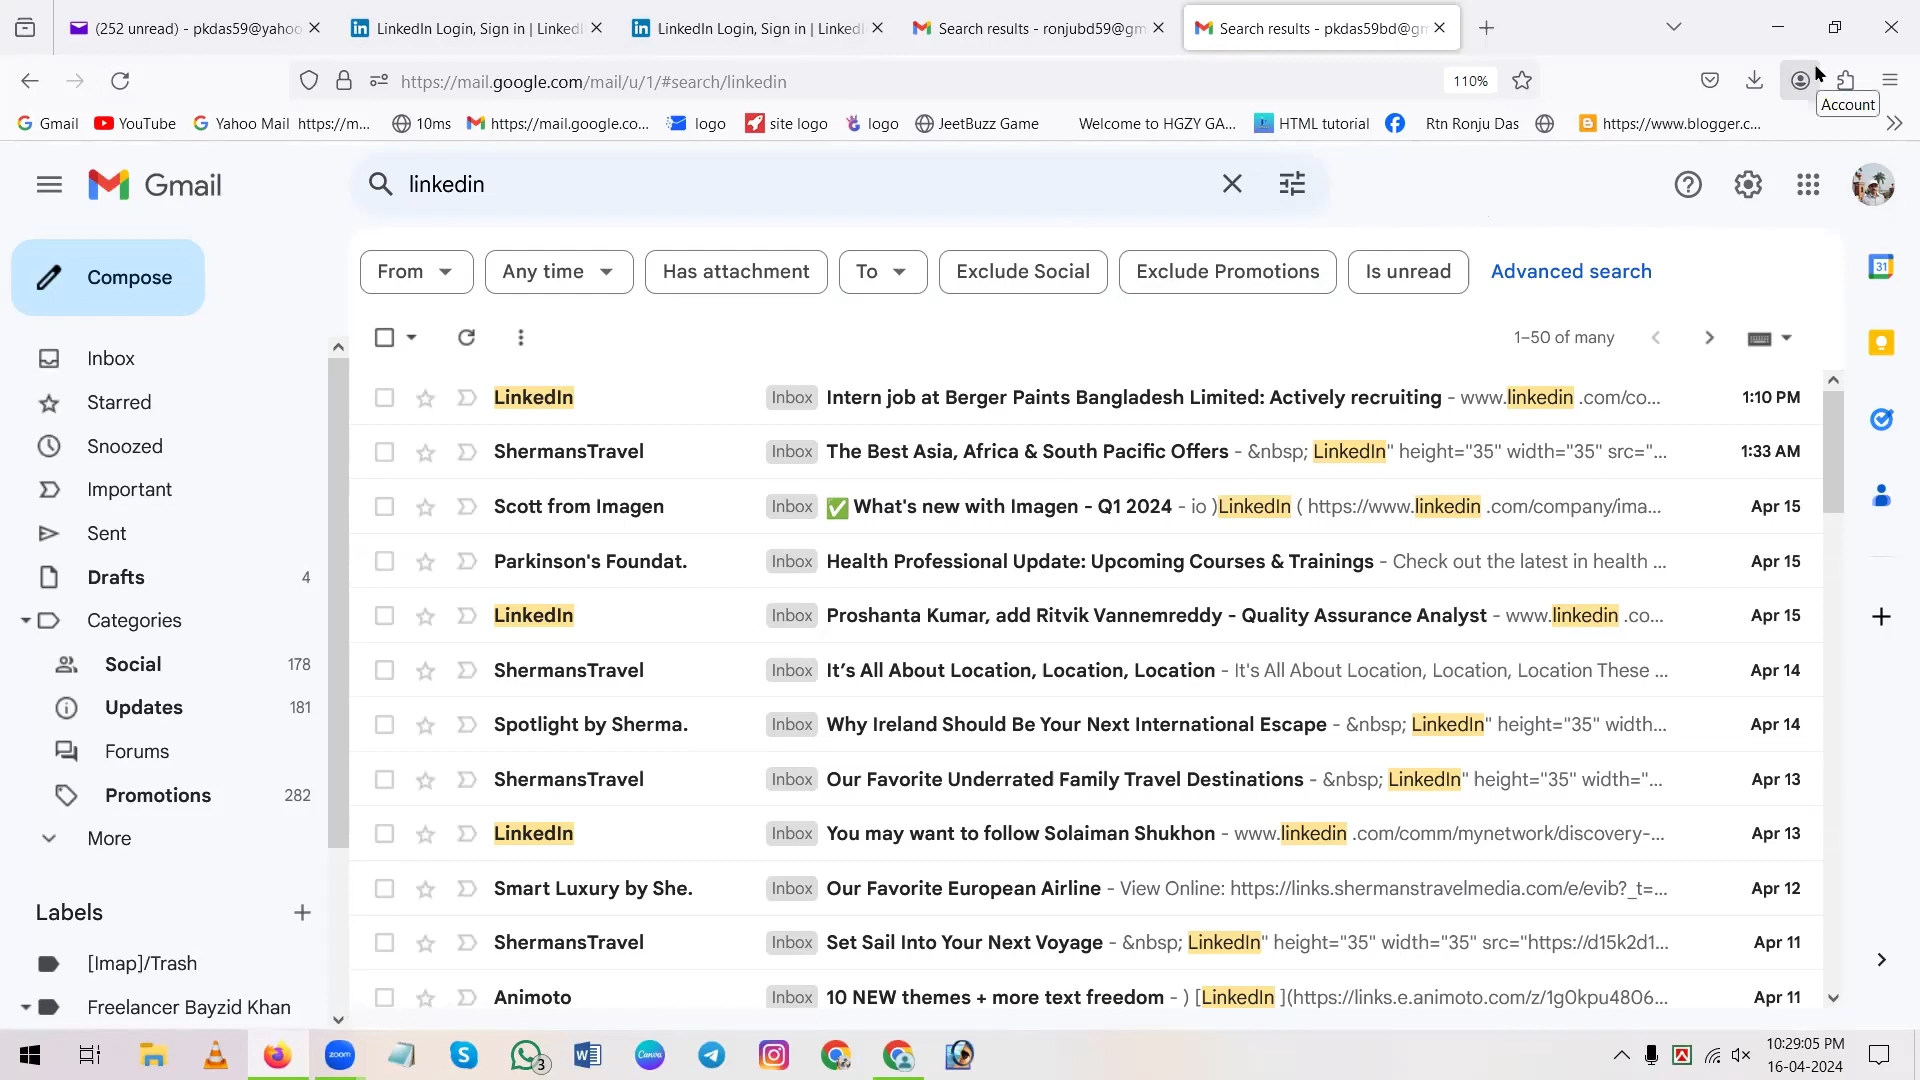 (252 unread) - pkdas59@yahoo
LinkedIn Login, Sign in | LinkedI
LinkedIn Login, Sign in | LinkedI
Search results - ronjubd59@gm
Search results - pkdas59bd@gm
https://mail.google.com/mail/u/1/#search/linkedin
110%
Account
Gmail
YouTube
Yahoo Mail https://m...
10ms
https://mail.google.co...
logo
site logo
logo
JeetBuzz Game
Welcome to HGZY GA...
HTML tutorial
Rtn Ronju Das
https://www.blogger.c...
Gmail
linkedin
Compose
From
Any time
Has attachment
To
Exclude Social
Exclude Promotions
Is unread
Advanced search
31
1–50 of many
Inbox
Starred
Snoozed
Important
Sent
Drafts 4
Categories
Social 178
Updates 181
Forums
Promotions 282
More
Labels
[Imap]/Trash
Freelancer Bayzid Khan
LinkedIn Inbox Intern job at Berger Paints Bangladesh Limited: Actively recruiting - www.linkedin .com/co... 1:10 PM
ShermansTravel Inbox The Best Asia, Africa & South Pacific Offers - &nbsp; LinkedIn" height="35" width="35" src="... 1:33 AM
Scott from Imagen Inbox ✅ What's new with Imagen - Q1 2024 - io )LinkedIn ( https://www.linkedin .com/company/ima... Apr 15
Parkinson's Foundat. Inbox Health Professional Update: Upcoming Courses & Trainings - Check out the latest in health ... Apr 15
LinkedIn Inbox Proshanta Kumar, add Ritvik Vannemreddy - Quality Assurance Analyst - www.linkedin .co... Apr 15
ShermansTravel Inbox It’s All About Location, Location, Location - It's All About Location, Location, Location These ... Apr 14
Spotlight by Sherma. Inbox Why Ireland Should Be Your Next International Escape - &nbsp; LinkedIn" height="35" width... Apr 14
ShermansTravel Inbox Our Favorite Underrated Family Travel Destinations - &nbsp; LinkedIn" height="35" width="... Apr 13
LinkedIn Inbox You may want to follow Solaiman Shukhon - www.linkedin .com/comm/mynetwork/discovery-... Apr 13
Smart Luxury by She. Inbox Our Favorite European Airline - View Online: https://links.shermanstravelmedia.com/e/evib?_t=... Apr 12
ShermansTravel Inbox Set Sail Into Your Next Voyage - &nbsp; LinkedIn" height="35" width="35" src="https://d15k2d1... Apr 11
Animoto Inbox 10 NEW themes + more text freedom - ) [LinkedIn ](https://links.e.animoto.com/z/1g0kpu4806... Apr 11
zoom
3
Canva
10:29:05 PM
16-04-2024